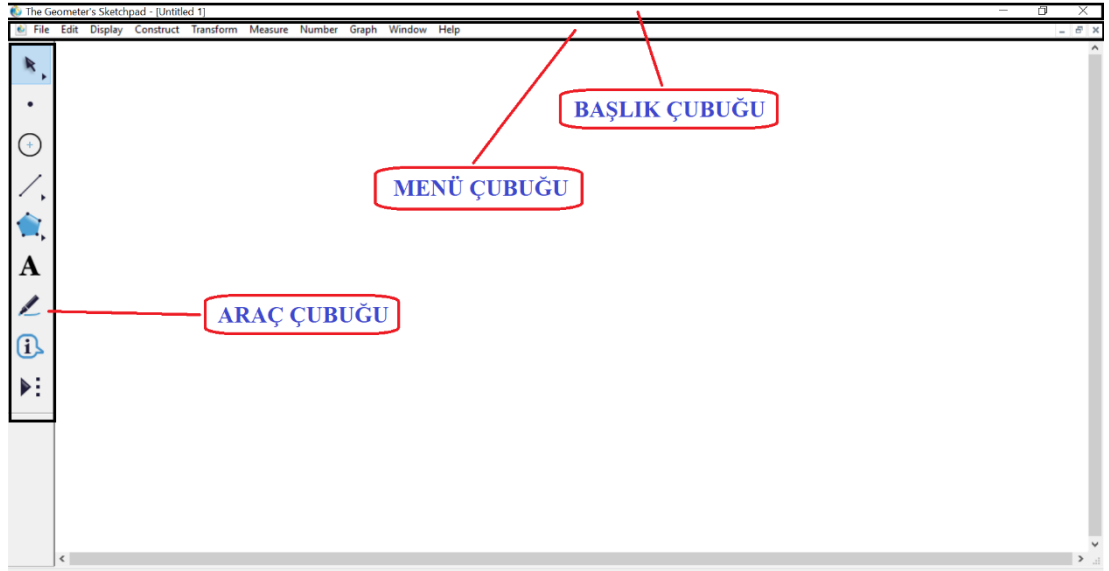 The Geometer's Sketchpad - [Untitled 1]
File Edit Display Construct Transform Measure Number Graph Window Help
BAŞLIK ÇUBUĞU
MENÜ ÇUBUĞU
A
ARAÇ ÇUBUĞU
i